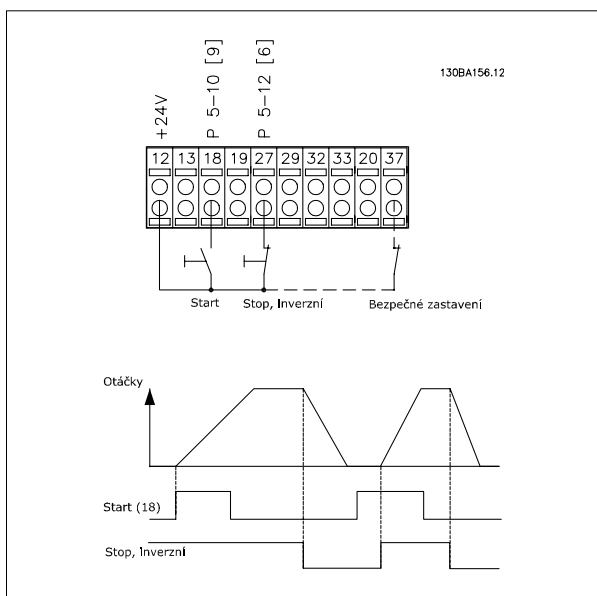 130BA156.12
+24V
P 5-10 [9]
P 5-12 [6]
12 13 18 19 27 29 32 33 20 37
Start
Stop, Inverzní
Bezpečné zastavení
Otáčky
Start (18)
Stop, Inverzní